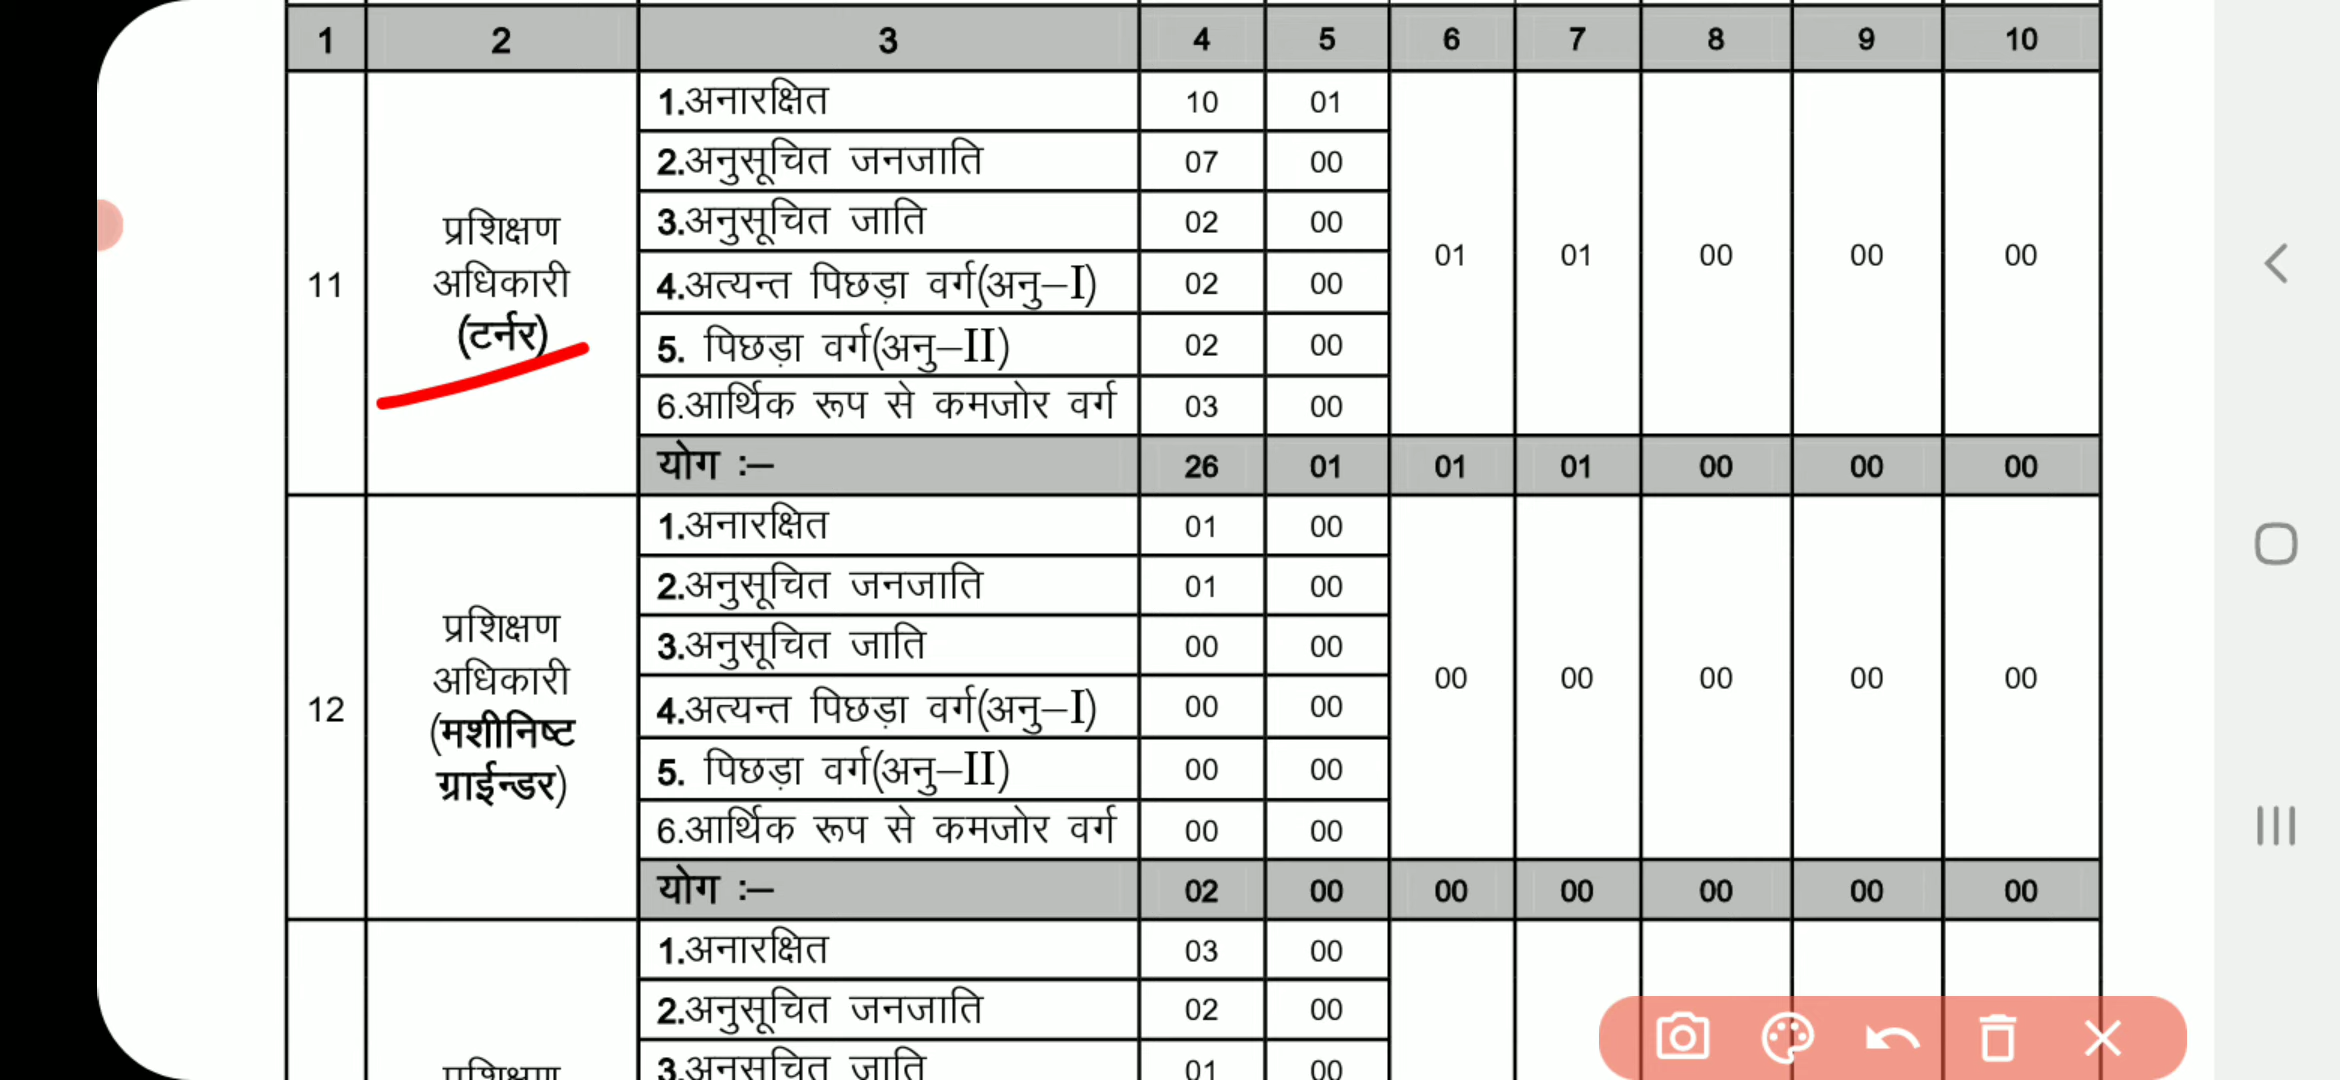 1 2 3 4 5 6 7 8 9 10
11
प्रशिक्षण
अधिकारी
(टर्नर)
1.अनारक्षित 10 01
2.अनुसूचित जनजाति 07 00
3.अनुसूचित जाति 02 00
4.अत्यन्त पिछड़ा वर्ग(अनु–I) 02 00
5. पिछड़ा वर्ग(अनु–II) 02 00
6.आर्थिक रूप से कमजोर वर्ग 03 00
01 01 00 00 00
योग :– 26 01 01 01 00 00 00
12
प्रशिक्षण
अधिकारी
(मशीनिष्ट
ग्राईन्डर)
1.अनारक्षित 01 00
2.अनुसूचित जनजाति 01 00
3.अनुसूचित जाति 00 00
4.अत्यन्त पिछड़ा वर्ग(अनु–I) 00 00
5. पिछड़ा वर्ग(अनु–II) 00 00
6.आर्थिक रूप से कमजोर वर्ग 00 00
00 00 00 00 00
योग :– 02 00 00 00 00 00 00
प्रशिक्षण
1.अनारक्षित 03 00
2.अनुसूचित जनजाति 02 00
3.अनुसूचित जाति 01 00